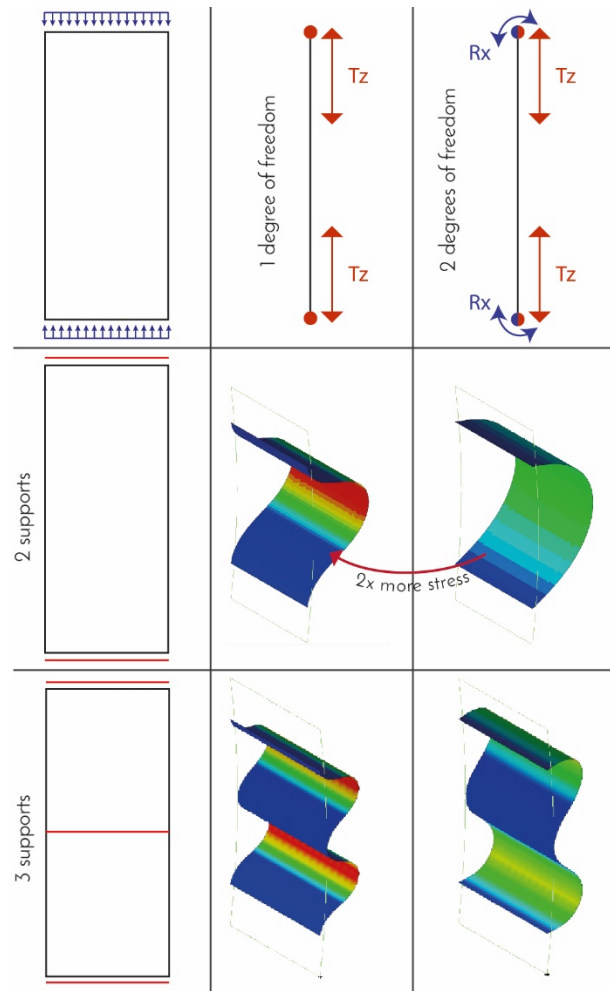 1 degree of freedom
Tz
Tz
2 degrees of freedom
Rx
Tz
Rx
Tz
2 supports
2x more stress
3 supports